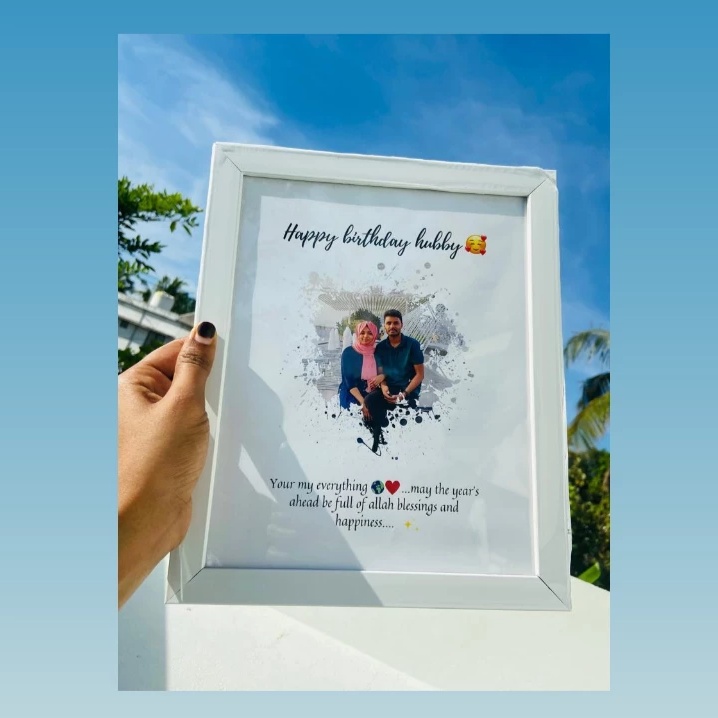 Happy birthday hubby🥰
Your my everything 🌍❤️...may the year's
ahead be full of allah blessings and
happiness.... ✨